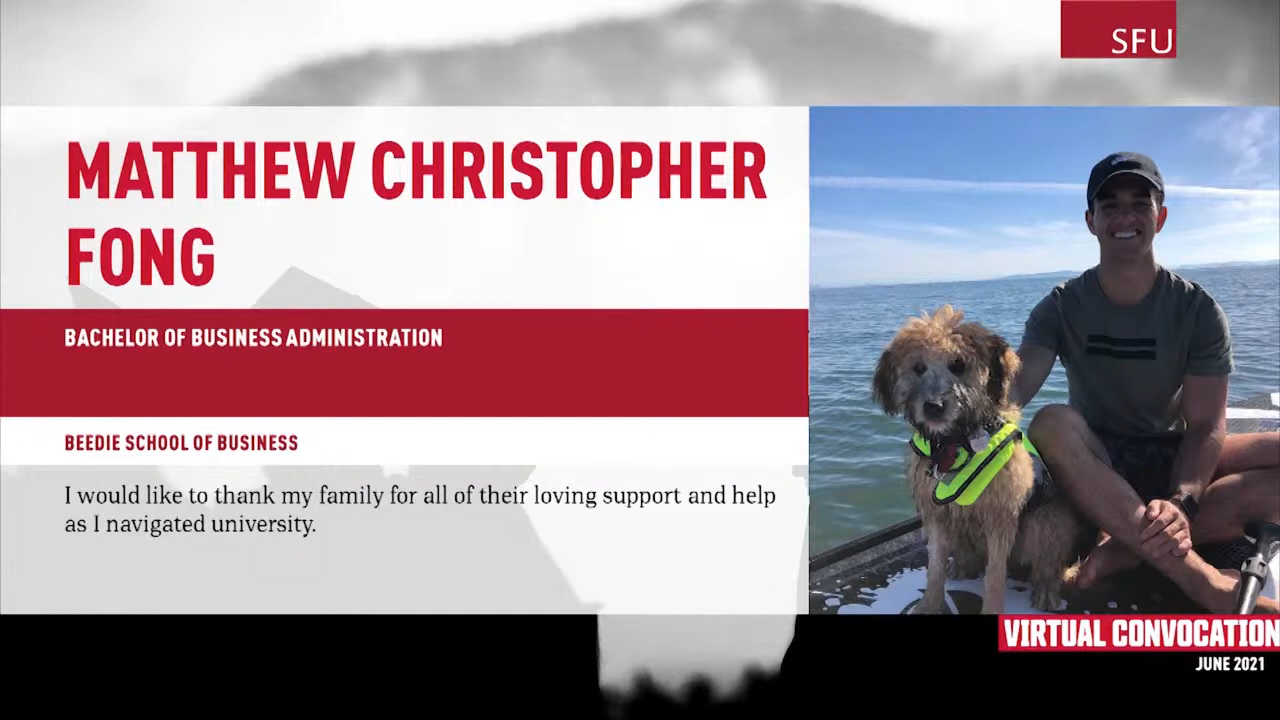 SFU
MATTHEW CHRISTOPHER
FONG
BACHELOR OF BUSINESS ADMINISTRATION
BEEDIE SCHOOL OF BUSINESS
I would like to thank my family for all of their loving support and help
as I navigated university.
VIRTUAL CONVOCATION
JUNE 2021